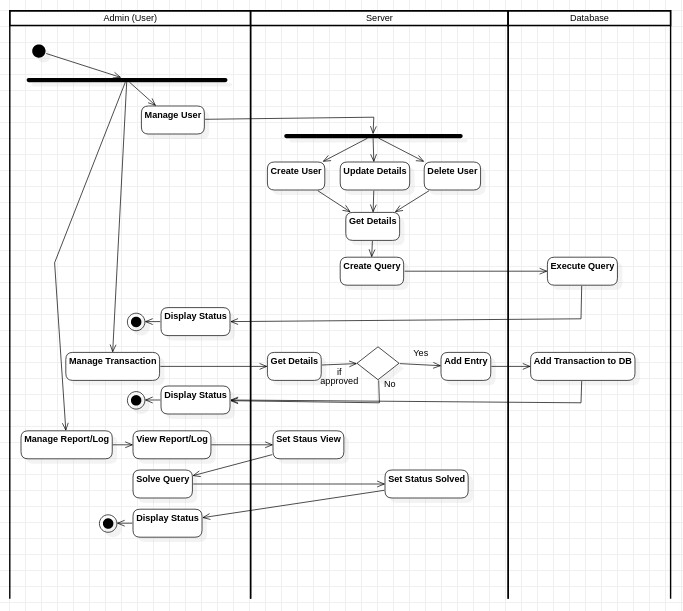 Admin (User)
Server
Database
Manage User
Create User
Update Details
Delete User
Get Details
Create Query
Execute Query
Display Status
Manage Transaction
Get Details
if
approved
Yes
No
Add Entry
Add Transaction to DB
Display Status
Manage Report/Log
View Report/Log
Set Staus View
Solve Query
Set Status Solved
Display Status